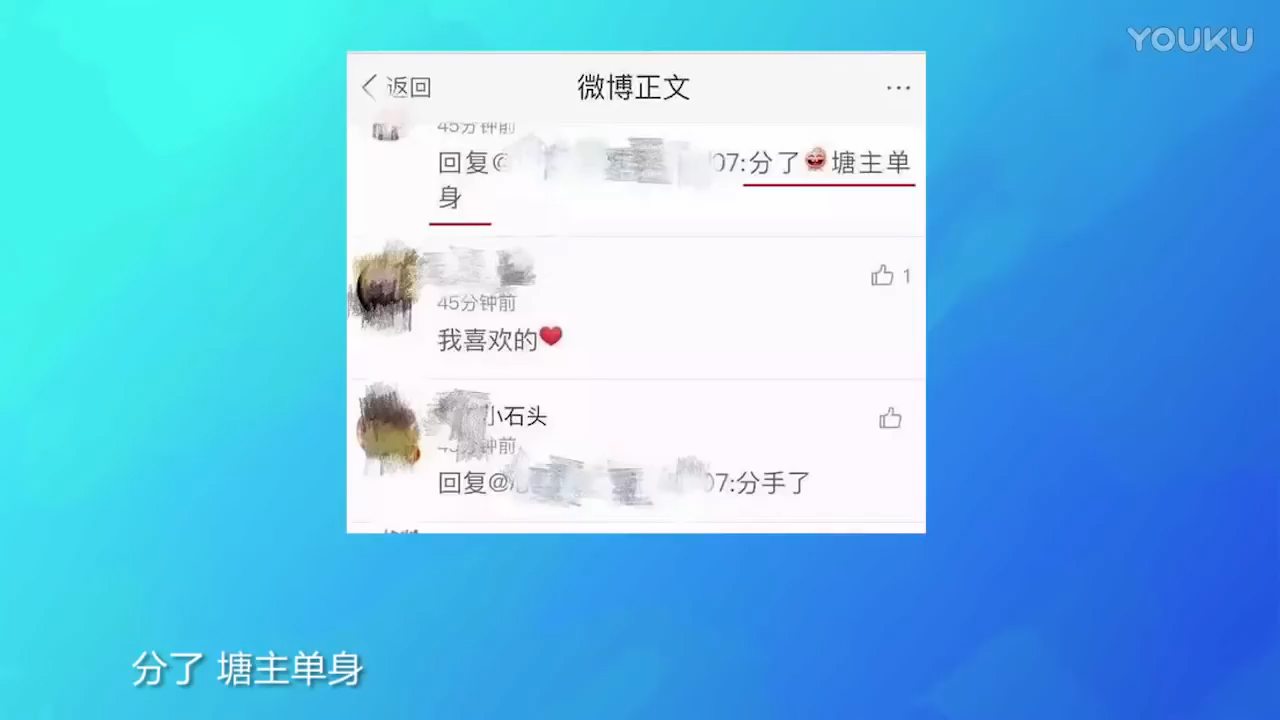 YOUKU
返回
微博正文
...
45分钟前
回复@ 07:分了塘主单
身
1
45分钟前
我喜欢的❤
小石头
钟前
回复@ 07:分手了
分了 塘主单身